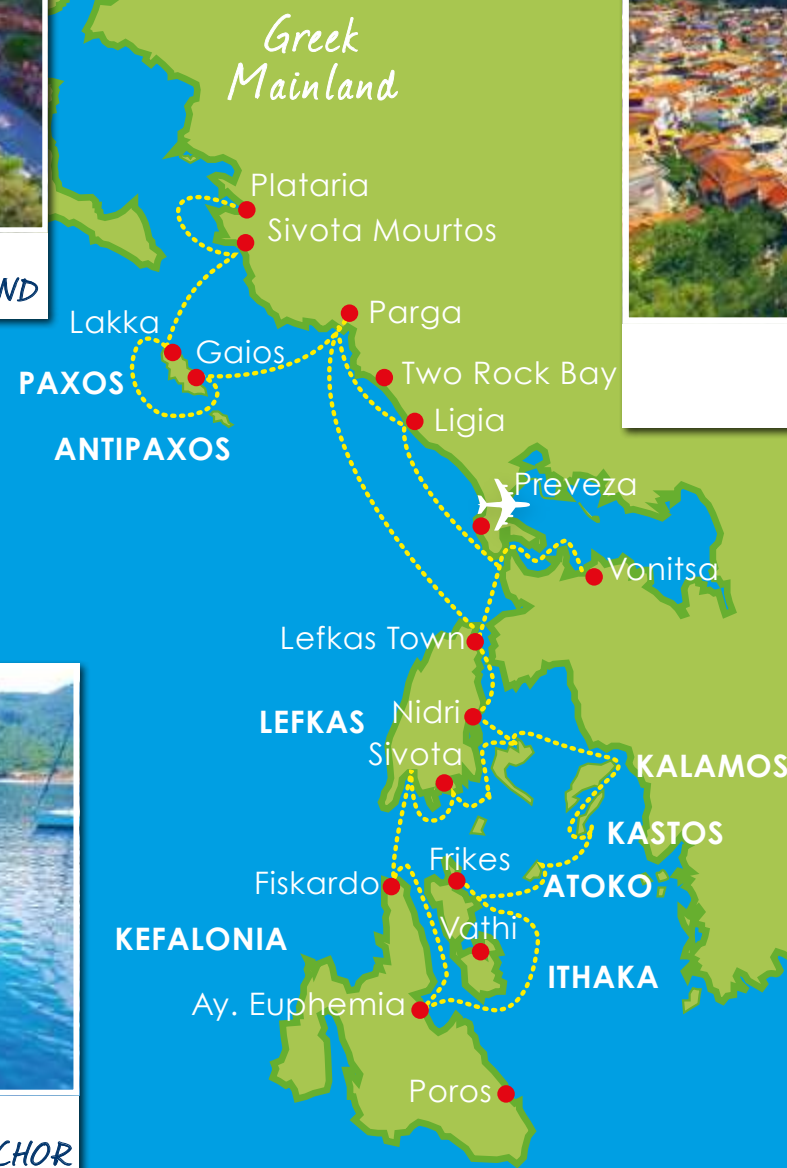 Greek
Mainland
Plataria
Sivota Mourtos
ND
Parga
Lakka
Gaios
Two Rock Bay
PAXOS
Ligia
ANTIPAXOS
Preveza
Vonitsa
Lefkas Town
Nidri
LEFKAS
Sivota
KALAMOS
KASTOS
Frikes
Fiskardo
ATOKO
Vathi
KEFALONIA
ITHAKA
Ay. Euphemia
Poros
CHOR